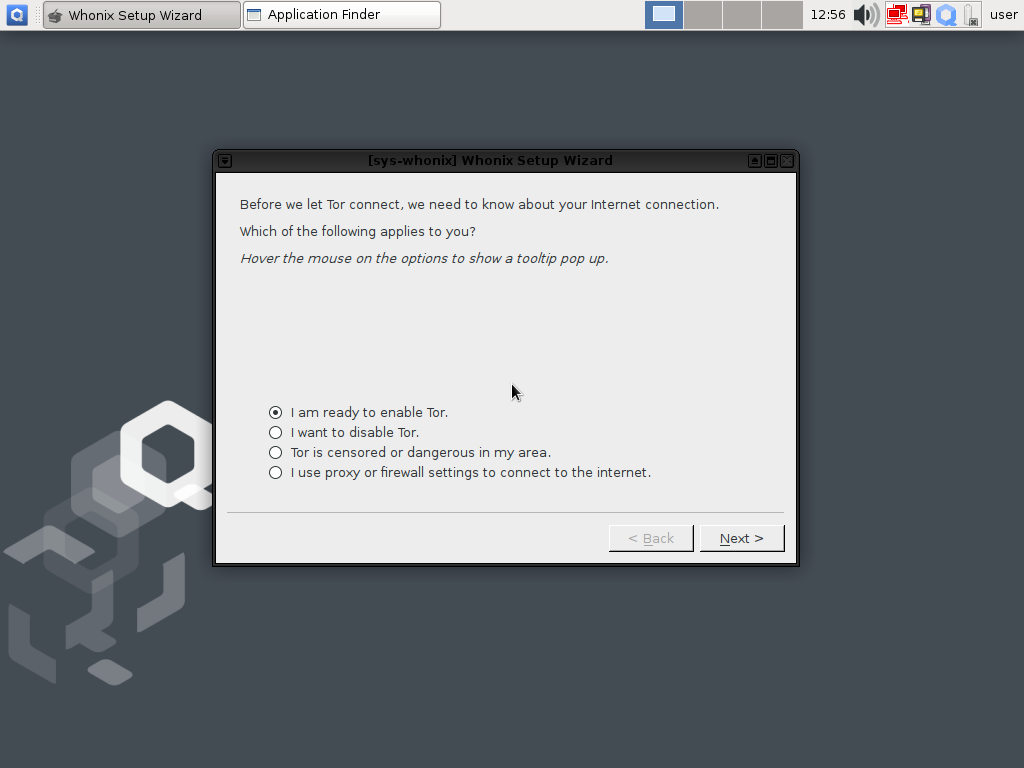 Whonix Setup Wizard
Application Finder
12:56
user
[sys-whonix] Whonix Setup Wizard
Before we let Tor connect, we need to know about your Internet connection.
Which of the following applies to you?
Hover the mouse on the options to show a tooltip pop up.
I am ready to enable Tor.
I want to disable Tor.
Tor is censored or dangerous in my area.
I use proxy or firewall settings to connect to the internet.
< Back
Next >